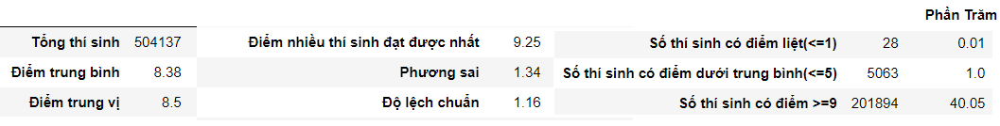 Phần Trăm
Tổng thí sinh 504137 Điểm nhiều thí sinh đạt được nhất 9.25 Số thí sinh có điểm liệt(<=1) 28 0.01
Điểm trung bình 8.38 Phương sai 1.34 Số thí sinh có điểm dưới trung bình(<=5) 5063 1.0
Điểm trung vị 8.5 Độ lệch chuẩn 1.16 Số thí sinh có điểm >=9 201894 40.05